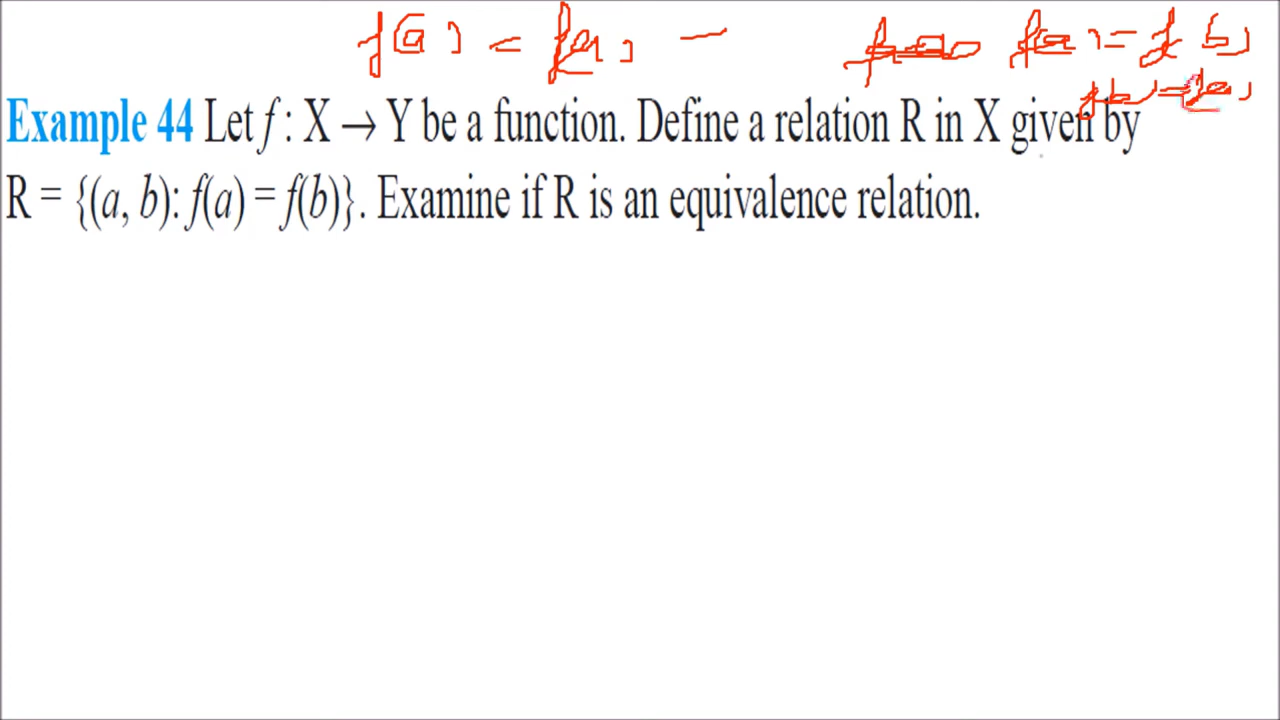 f(a) = f(a) – f(a) = f(b)
f(b) = f(a)
Example 44 Let f : X → Y be a function. Define a relation R in X given by
R = {(a, b): f(a) = f(b)}. Examine if R is an equivalence relation.